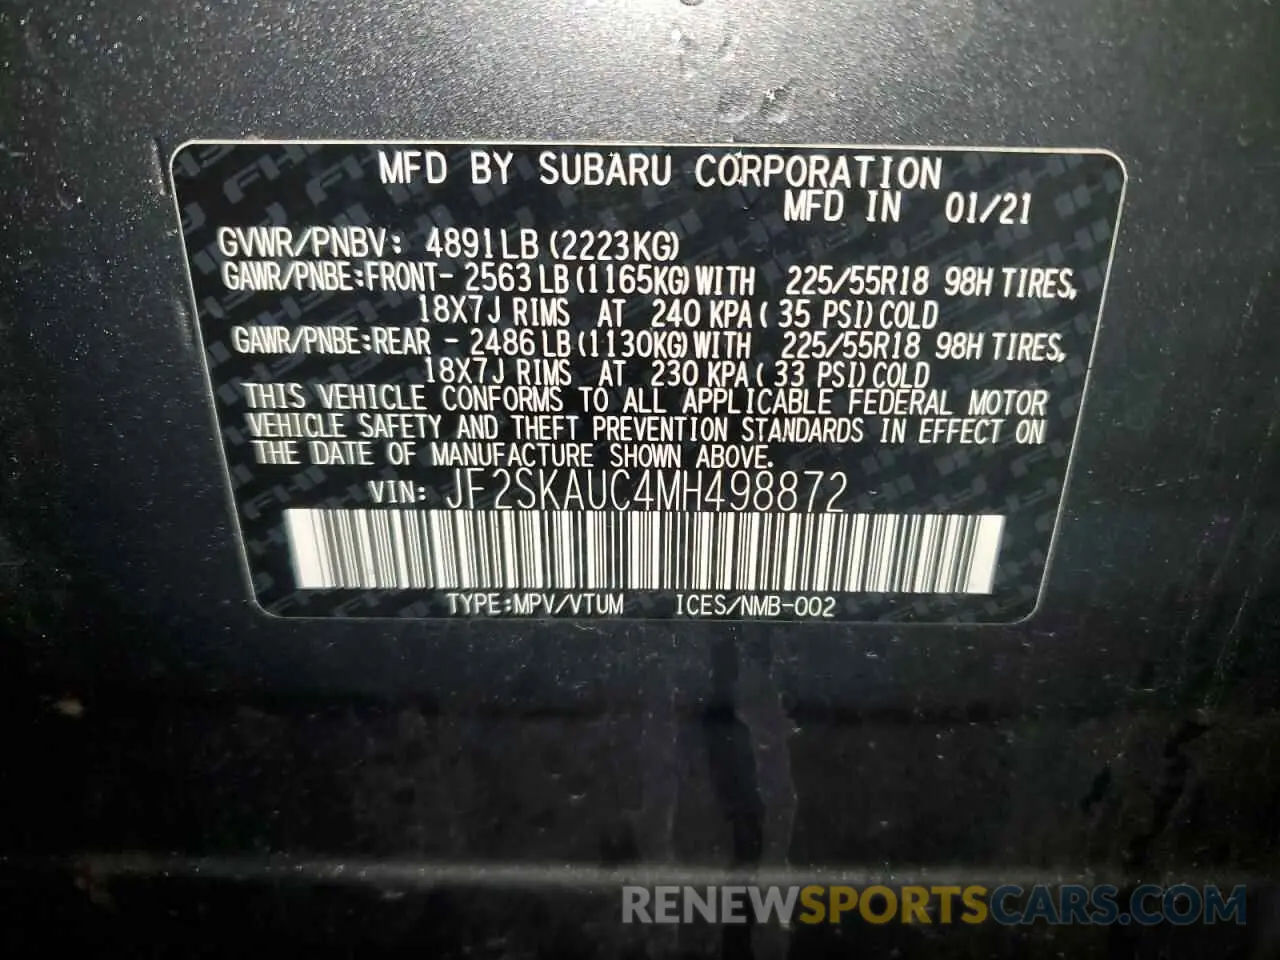 MFD BY SUBARU CORPORATION
MFD IN 01/21
GVWR/PNBV: 4891LB (2223KG)
GAWR/PNBE:FRONT- 2563LB (1165KG) WITH 225/55R18 98H TIRES,
18X7J RIMS AT 240 KPA ( 35 PSI) COLD
GAWR/PNBE:REAR - 2486LB (1130KG) WITH 225/55R18 98H TIRES,
18X7J RIMS AT 230 KPA ( 33 PSI) COLD
THIS VEHICLE CONFORMS TO ALL APPLICABLE FEDERAL MOTOR
VEHICLE SAFETY AND THEFT PREVENTION STANDARDS IN EFFECT ON
THE DATE OF MANUFACTURE SHOWN ABOVE.
VIN: JF2SKAUC4MH498872
TYPE:MPV/VTUM ICES/NMB-002
RENEWSPORTSCARS.COM